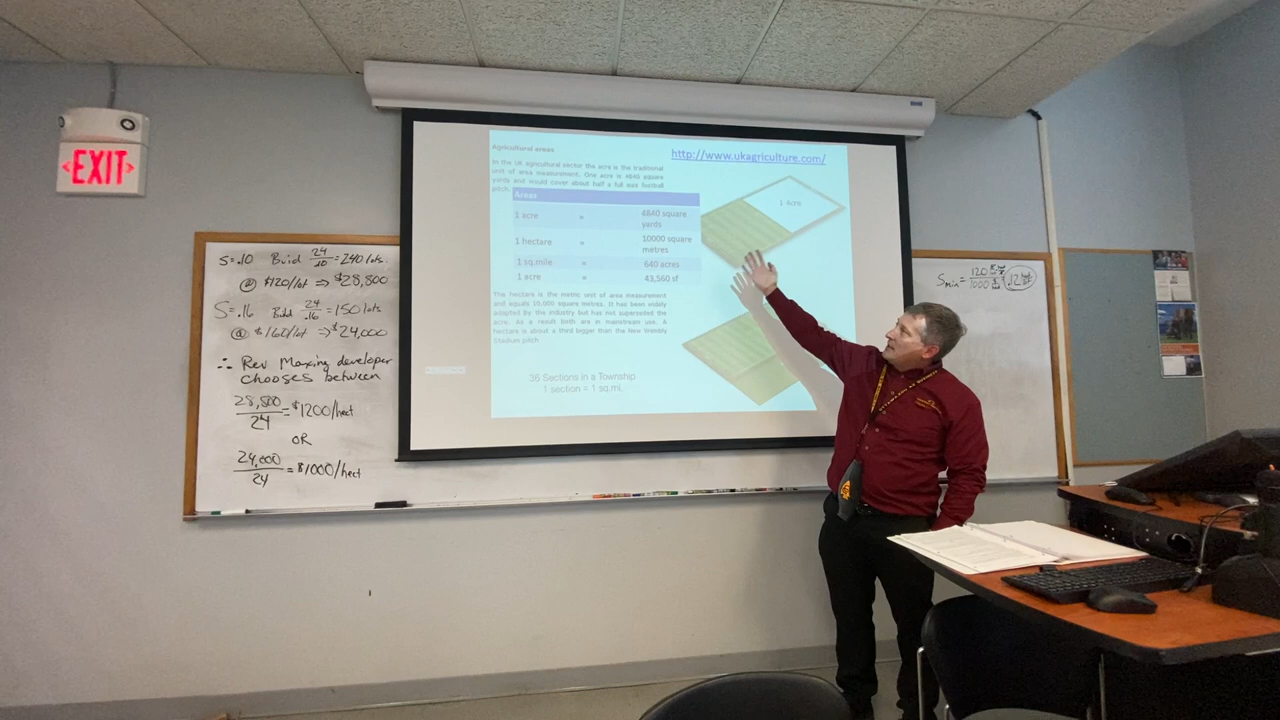 EXIT
S=.10 Build 24/.10 = 240 lots.
@ $120/lot ⇒ $28,800
S=.16 Build 24/.16 = 150 lots
@ $160/lot ⇒ $24,000
∴ Rev Maxing developer
chooses between
28,800/24 = $1200/hect
OR
24,000/24 = $1000/hect
Agricultural areas
http://www.ukagriculture.com/
In the UK agricultural sector the acre is the traditional
unit of area measurement. One acre is 4840 square
yards and would cover about half a full size football
pitch.
Areas
1 acre = 4840 square
yards
1 hectare = 10000 square
metres
1 sq.mile = 640 acres
1 acre = 43,560 sf
1 Acre
The hectare is the metric unit of area measurement
and equals 10,000 square metres. It has been widely
adopted by the industry but has not superseded the
acre. As a result both are in mainstream use. A
hectare is about a third bigger than the New Wembly
Stadium pitch.
36 Sections in a Township
1 section = 1 sq.mi.
Smin = 120/1000 .12